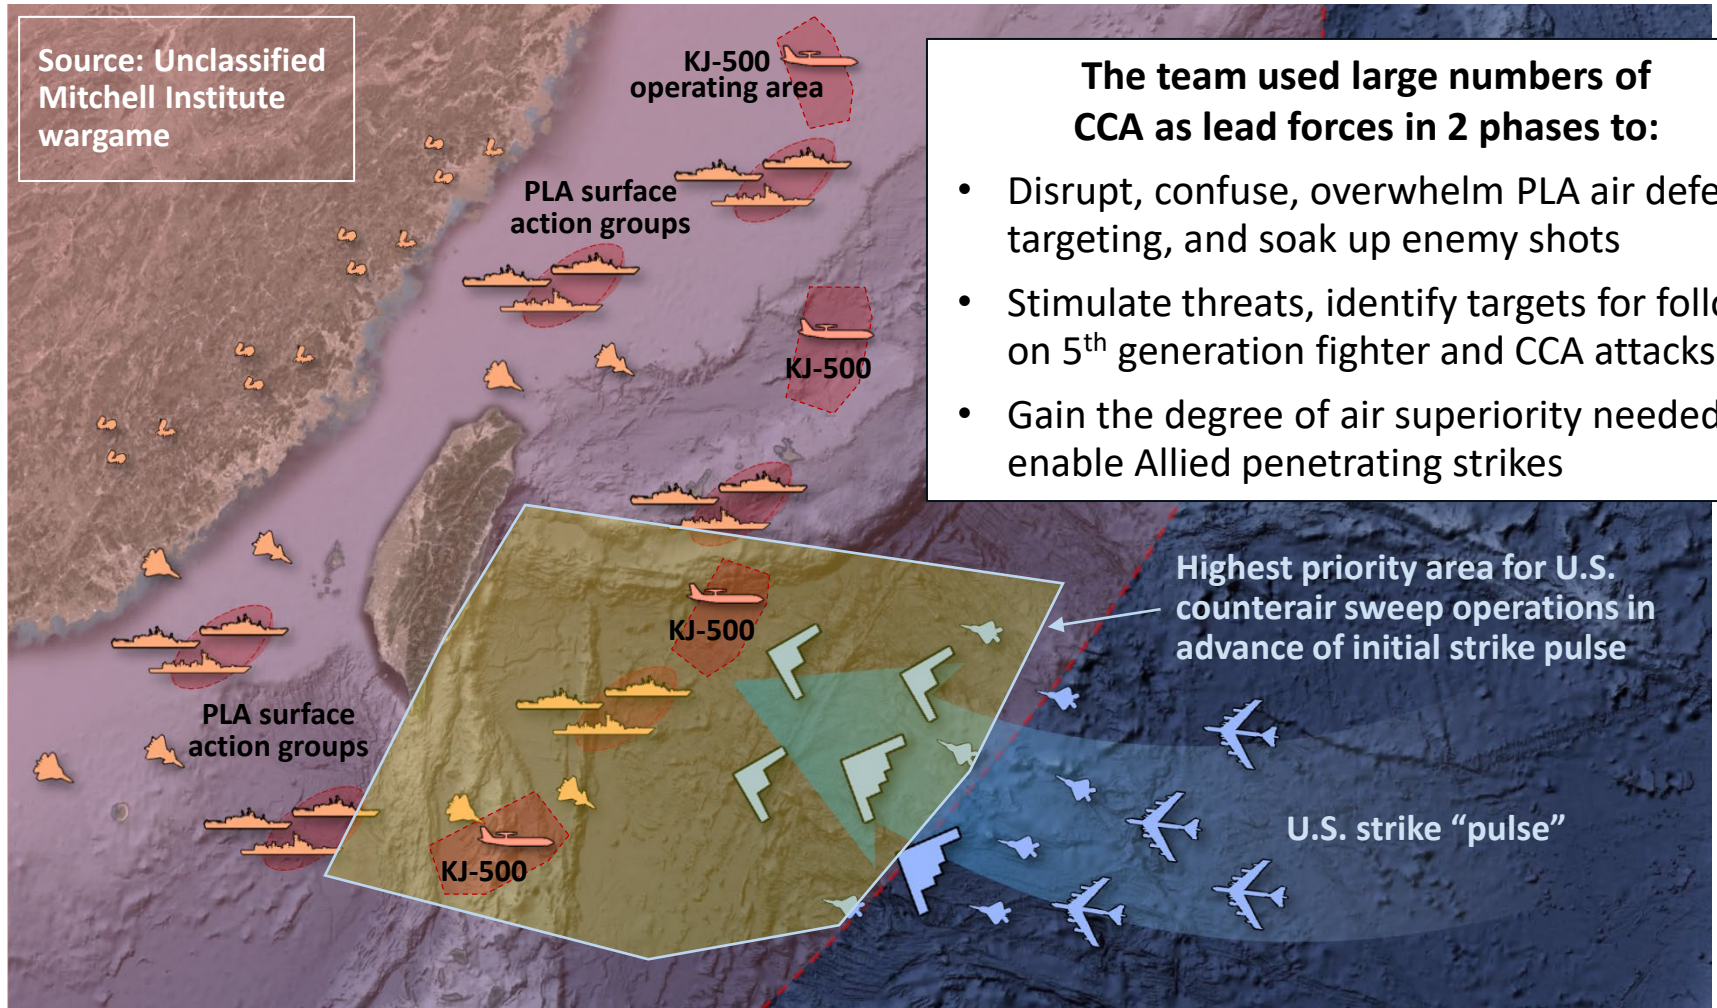 Source: Unclassified
Mitchell Institute
wargame
KJ-500
operating area
The team used large numbers of
CCA as lead forces in 2 phases to:
• Disrupt, confuse, overwhelm PLA air defe
targeting, and soak up enemy shots
• Stimulate threats, identify targets for follo
on 5th generation fighter and CCA attacks
• Gain the degree of air superiority needed
enable Allied penetrating strikes
PLA surface
action groups
KJ-500
Highest priority area for U.S.
counterair sweep operations in
advance of initial strike pulse
KJ-500
PLA surface
action groups
U.S. strike “pulse”
KJ-500